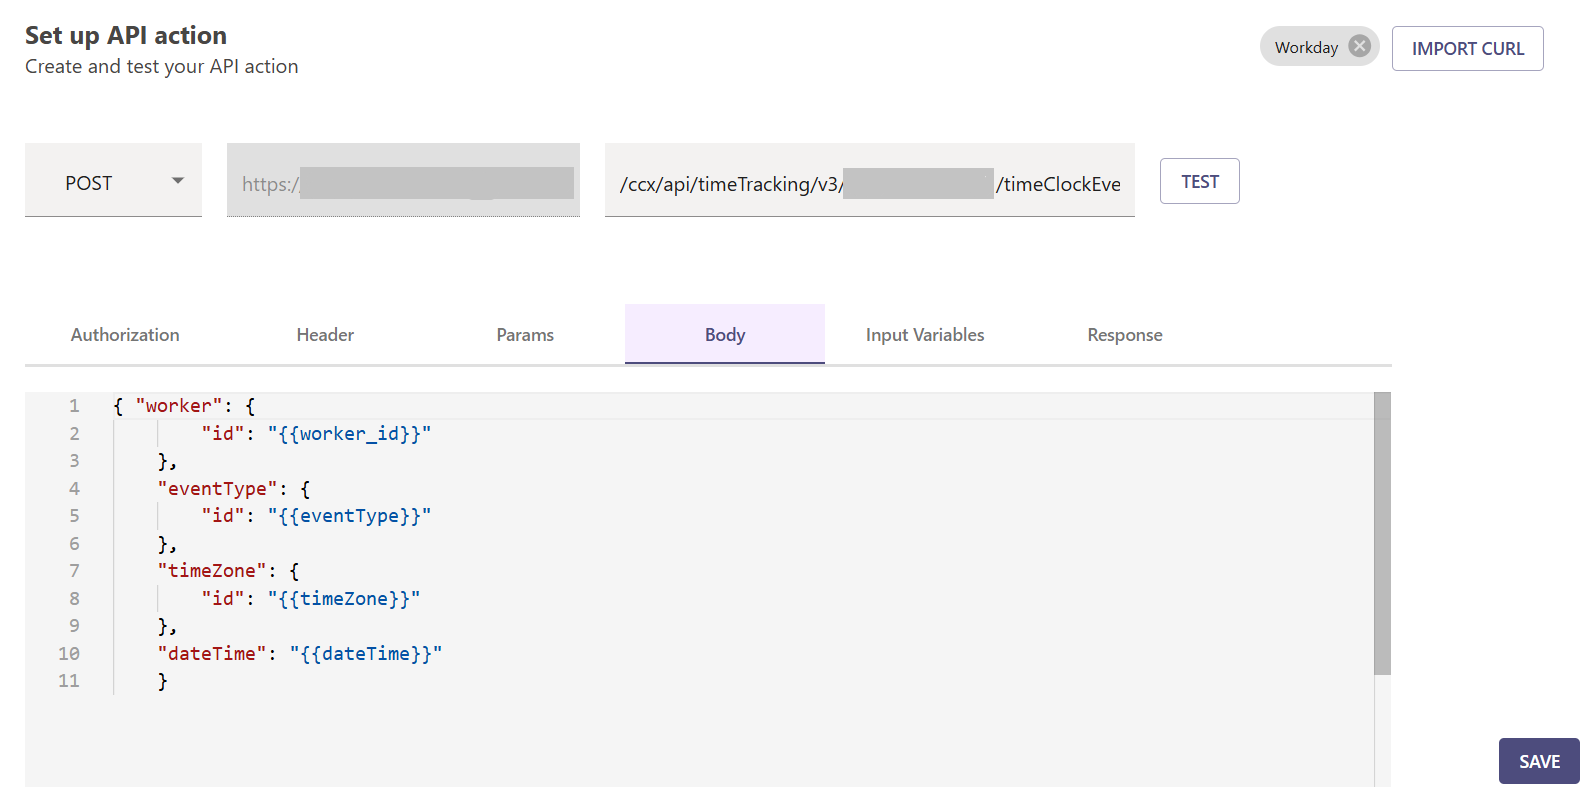 Set up API action
Create and test your API action
Workday
IMPORT CURL
POST
https:/
/ccx/api/timeTracking/v3/
/timeClockEve
TEST
Authorization
Header
Params
Body
Input Variables
Response
1 { "worker": {
2 "id": "{{worker_id}}"
3 },
4 "eventType": {
5 "id": "{{eventType}}"
6 },
7 "timeZone": {
8 "id": "{{timeZone}}"
9 },
10 "dateTime": "{{dateTime}}"
11 }
SAVE